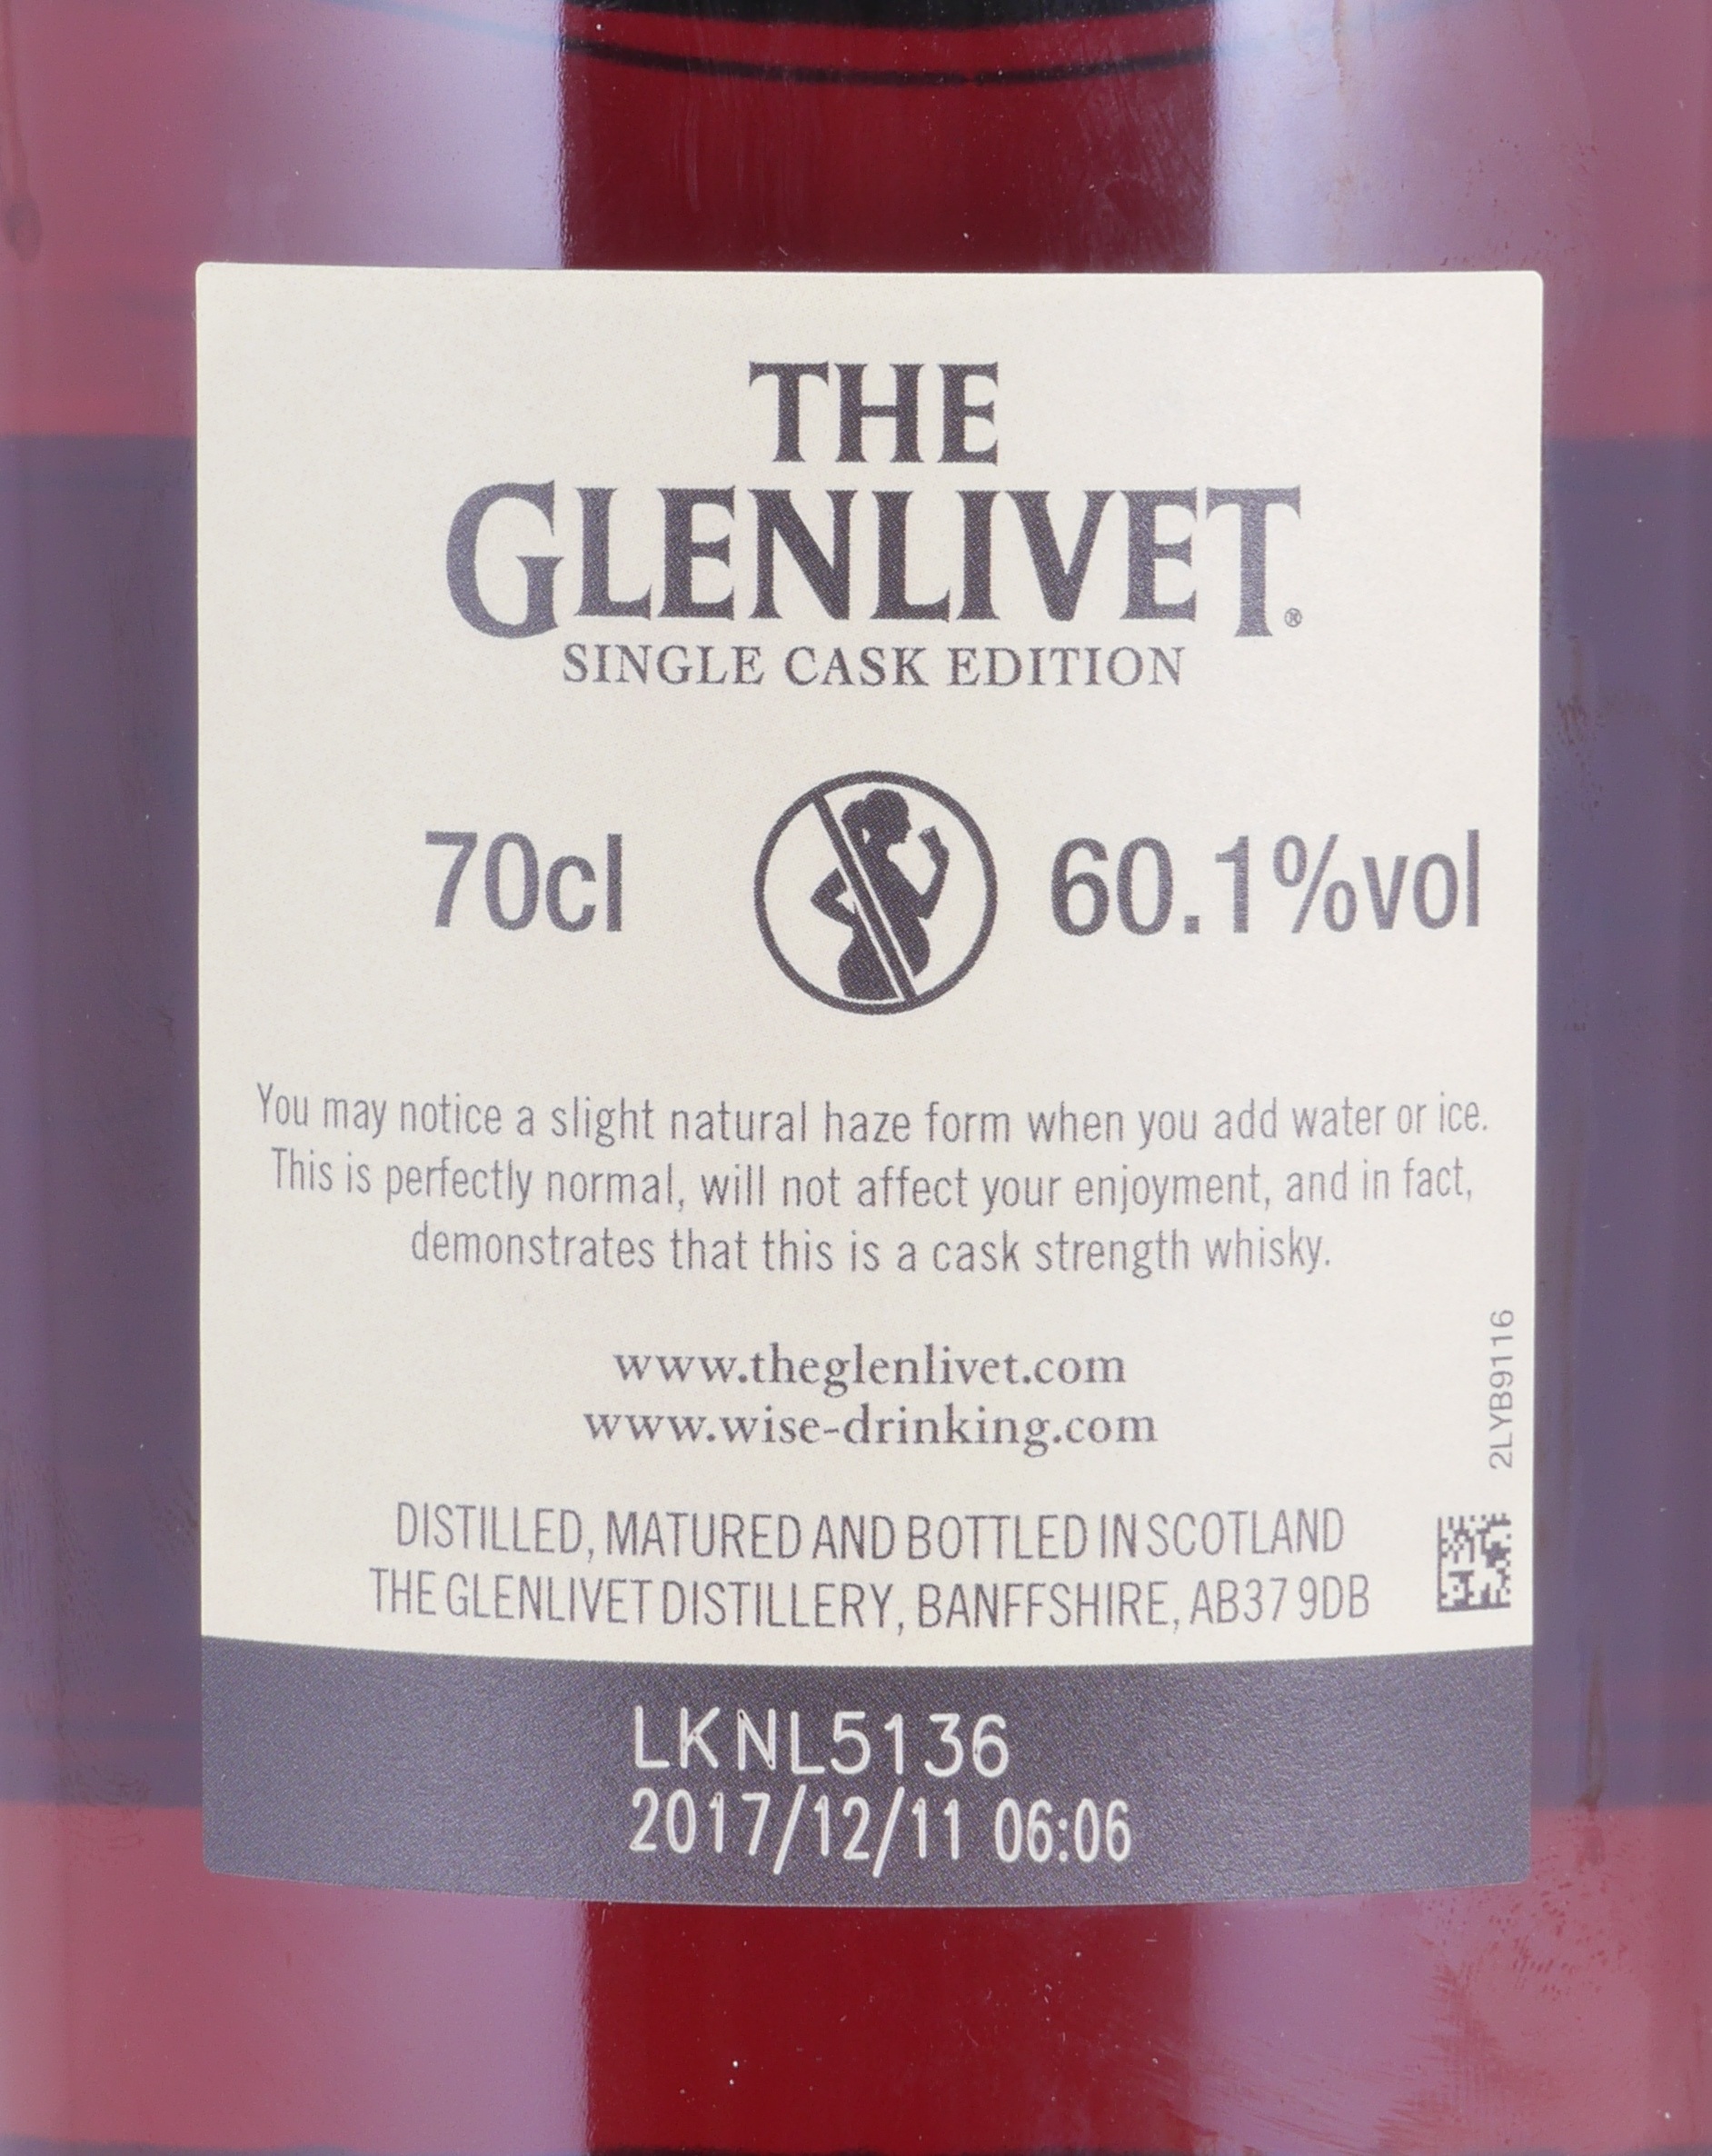 THE
GLENLIVET®
SINGLE CASK EDITION
70cl 60.1%vol
You may notice a slight natural haze form when you add water or ice.
This is perfectly normal, will not affect your enjoyment, and in fact,
demonstrates that this is a cask strength whisky.
www.theglenlivet.com
www.wise-drinking.com
2LYB9116
DISTILLED, MATURED AND BOTTLED IN SCOTLAND
THE GLENLIVET DISTILLERY, BANFFSHIRE, AB37 9DB
LKNL5136
2017/12/11 06:06